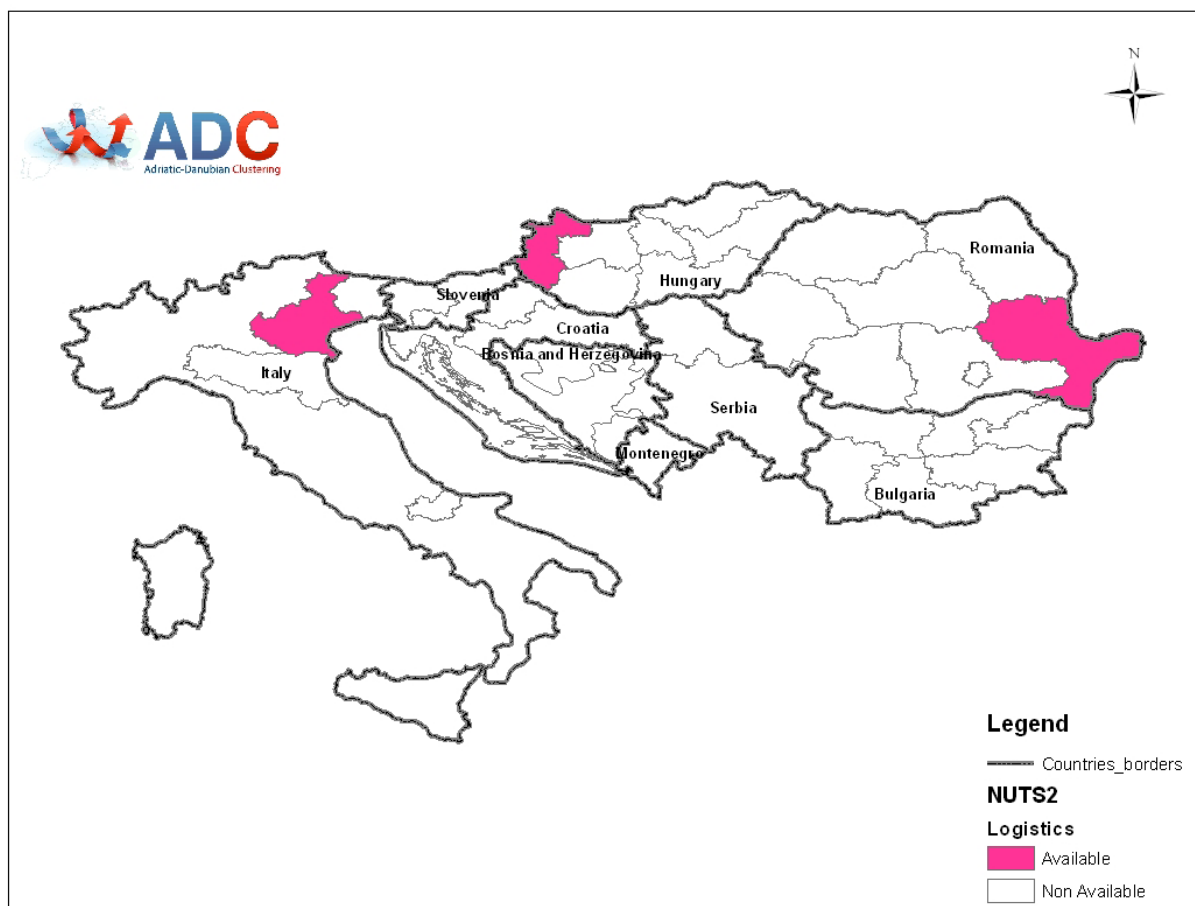 N
ADC
Adriatic-Danubian Clustering
Romania
Hungary
Slovenia
Croatia
Bosnia and Herzegovina
Italy
Serbia
Montenegro
Bulgaria
Legend
Countries_borders
NUTS2
Logistics
Available
Non Available